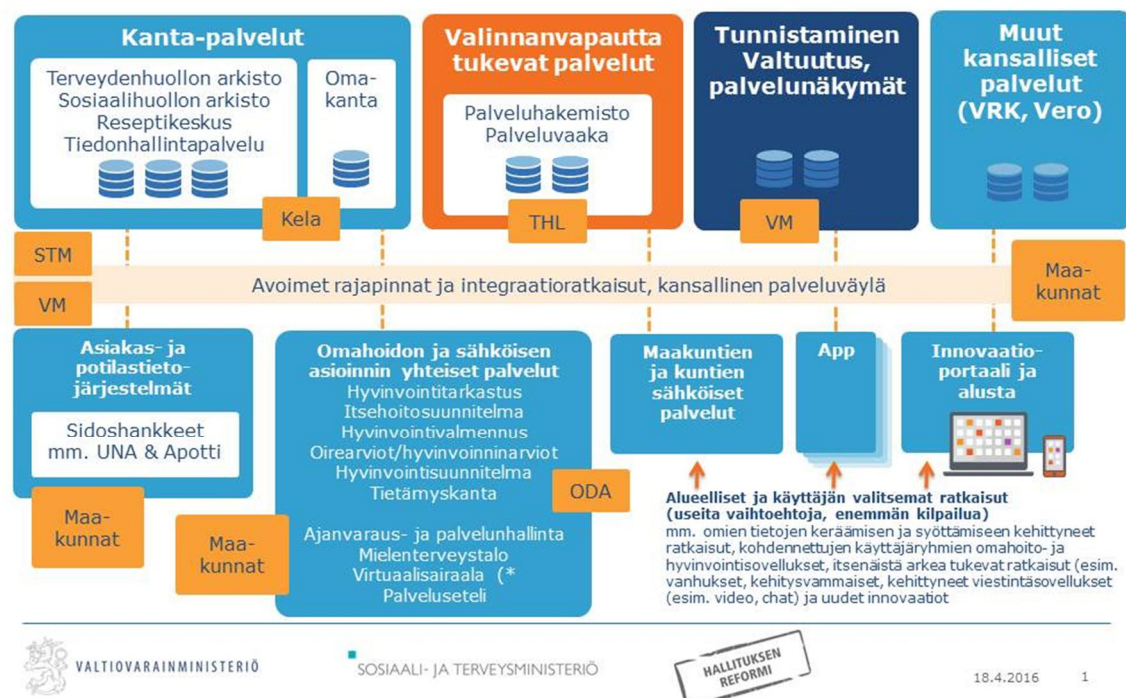 Kanta-palvelut
Terveydenhuollon arkisto
Sosiaalihuollon arkisto
Reseptikeskus
Tiedonhallintapalvelu
Oma-
kanta
Kela
Valinnanvapautta
tukevat palvelut
Palveluhakemisto
Palveluvaaka
THL
Tunnistaminen
Valtuutus,
palvelunäkymät
VM
Muut
kansalliset
palvelut
(VRK, Vero)
STM
VM
Avoimet rajapinnat ja integraatioratkaisut, kansallinen palveluväylä
Maa-
kunnat
Asiakas- ja
potilastieto-
järjestelmät
Sidoshankkeet
mm. UNA & Apotti
Maa-
kunnat
Omahoidon ja sähköisen
asioinnin yhteiset palvelut
Hyvinvointitarkastus
Itsehoitosuunnitelma
Hyvinvointivalmennus
Oirearviot/hyvinvoinninarviot
Hyvinvointisuunnitelma
Tietämyskanta
ODA
Ajanvaraus- ja palvelunhallinta
Mielenterveystalo
Virtuaalisairaala (*
Palveluseteli
Maa-
kunnat
Maakuntien
ja kuntien
sähköiset
palvelut
App
Innovaatio-
portaali ja
alusta
Alueelliset ja käyttäjän valitsemat ratkaisut
(useita vaihtoehtoja, enemmän kilpailua)
mm. omien tietojen keräämisen ja syöttämiseen kehittyneet
ratkaisut, kohdennettujen käyttäjäryhmien omahoito- ja
hyvinvointisovellukset, itsenäistä arkea tukevat ratkaisut (esim.
vanhukset, kehitysvammaiset, kehittyneet viestintäsovellukset
(esim. video, chat) ja uudet innovaatiot
VALTIOVARAINMINISTERIÖ
SOSIAALI- JA TERVEYSMINISTERIÖ
HALLITUKSEN
REFORMI
18.4.2016
1